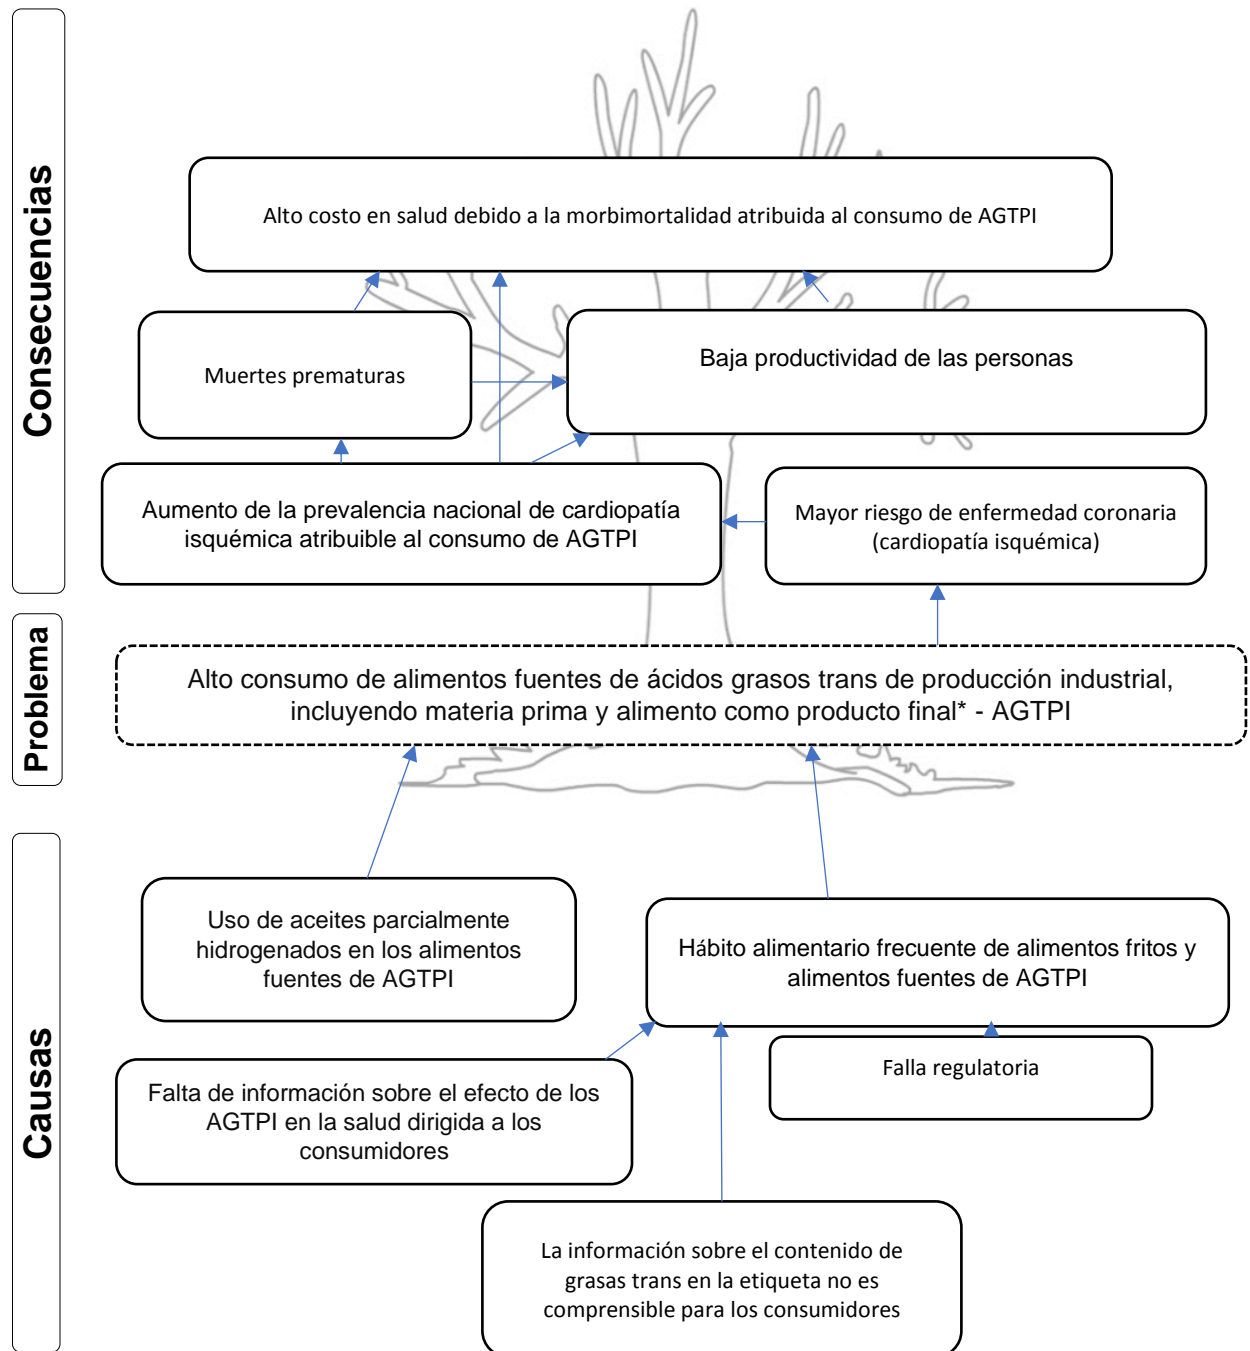 Consecuencias
Alto costo en salud debido a la morbimortalidad atribuida al consumo de AGTPI
Muertes prematuras
Baja productividad de las personas
Aumento de la prevalencia nacional de cardiopatía
isquémica atribuible al consumo de AGTPI
Mayor riesgo de enfermedad coronaria
(cardiopatía isquémica)
Problema
Alto consumo de alimentos fuentes de ácidos grasos trans de producción industrial,
incluyendo materia prima y alimento como producto final* - AGTPI
Causas
Uso de aceites parcialmente
hidrogenados en los alimentos
fuentes de AGTPI
Hábito alimentario frecuente de alimentos fritos y
alimentos fuentes de AGTPI
Falta de información sobre el efecto de los
AGTPI en la salud dirigida a los
consumidores
Falla regulatoria
La información sobre el contenido de
grasas trans en la etiqueta no es
comprensible para los consumidores